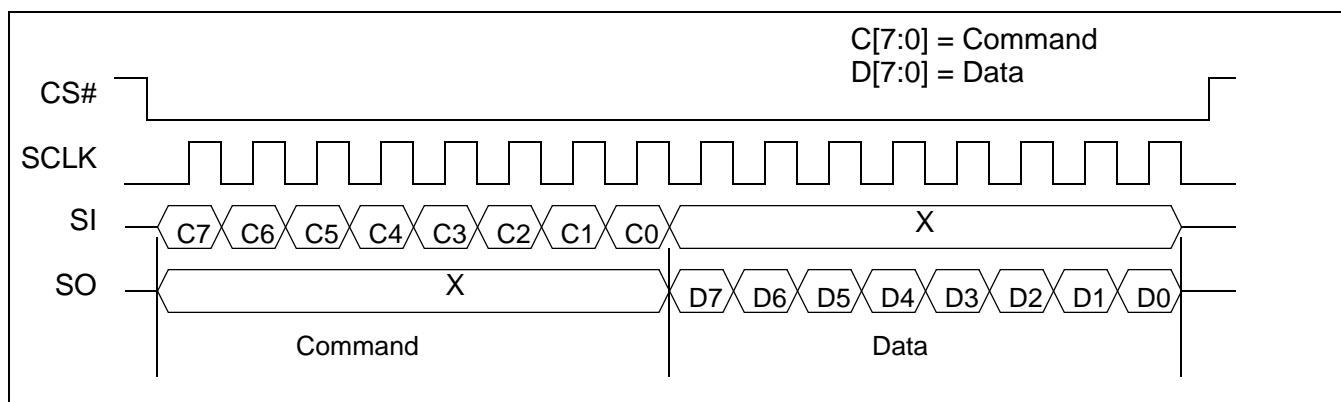 C[7:0] = Command
D[7:0] = Data
CS#
SCLK
SI C7 C6 C5 C4 C3 C2 C1 C0 X
SO X D7 D6 D5 D4 D3 D2 D1 D0
Command Data